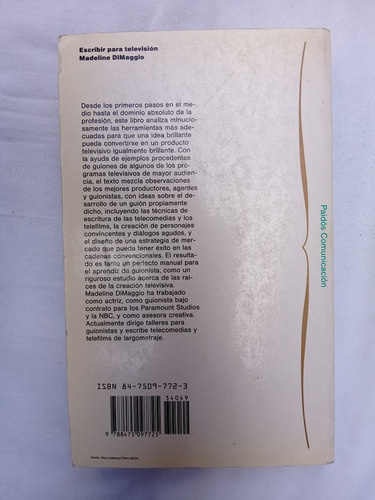 Escribir para televisión
Madeline DiMaggio
Desde los primeros pasos en el me-
dio hasta el dominio absoluto de la
profesión, este libro analiza minucio-
samente las herramientas más ade-
cuadas para que una idea brillante
pueda convertirse en un producto
televisivo igualmente brillante. Con
la ayuda de ejemplos procedentes
de guiones de algunos de los pro-
gramas televisivos de mayor audien-
cia, el texto mezcla observaciones
de los mejores productores, agentes
y guionistas, con ideas sobre el de-
sarrollo de un guión propiamente
dicho, incluyendo las técnicas de
escritura de las telecomedias y los
telefilms, la creación de personajes
convincentes y diálogos agudos, y
el diseño de una estrategia de mer-
cado que pueda tener éxito en las
cadenas convencionales. El resulta-
do es tanto un perfecto manual para
el aprendiz de guionista, como un
riguroso estudio acerca de las raí-
ces de la creación televisiva.
Madeline DiMaggio ha trabajado
como actriz, como guionista bajo
contrato para los Paramount Studios
y la NBC, y como asesora creativa.
Actualmente dirige talleres para
guionistas y escribe telecomedias y
telefilms de largometraje.
Paidós Comunicación
ISBN 84-7509-772-3
34049
9 788475 097725